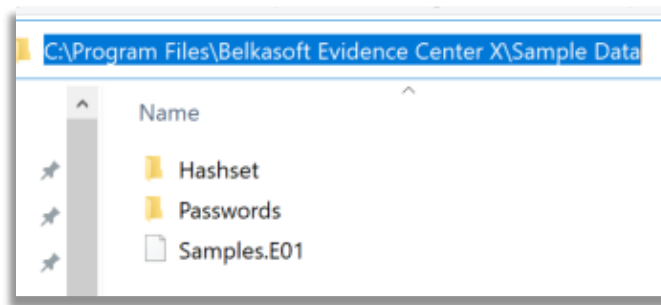 C:\Program Files\Belkasoft Evidence Center X\Sample Data
Name
Hashset
Passwords
Samples.E01